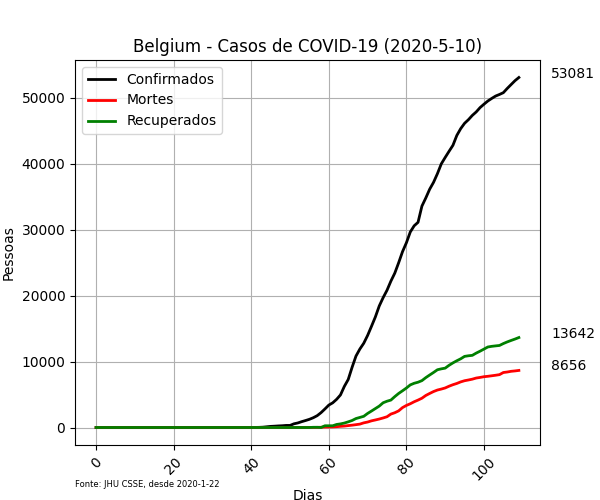 Belgium - Casos de COVID-19 (2020-5-10)
Confirmados
Mortes
Recuperados
53081
13642
8656
Pessoas
50000
40000
30000
20000
10000
0
0 20 40 60 80 100
Fonte: JHU CSSE, desde 2020-1-22
Dias